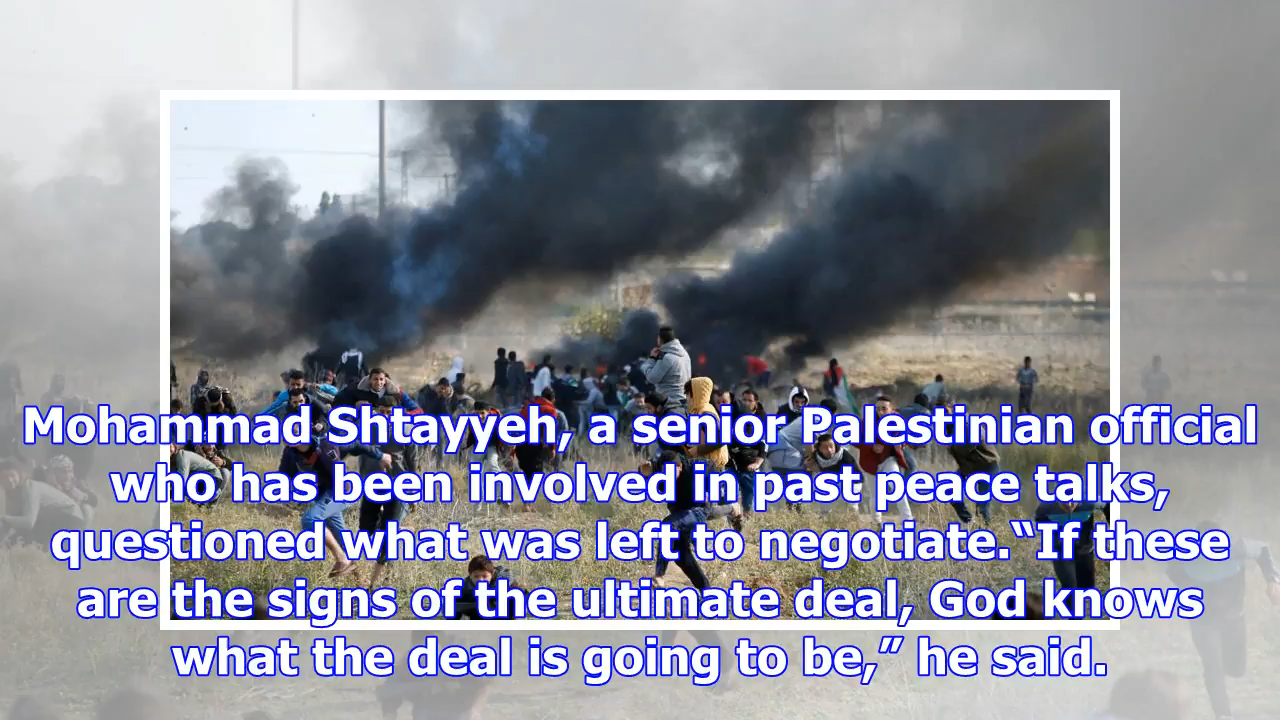 Mohammad Shtayyeh, a senior Palestinian official
who has been involved in past peace talks,
questioned what was left to negotiate.“If these
are the signs of the ultimate deal, God knows
what the deal is going to be,” he said.